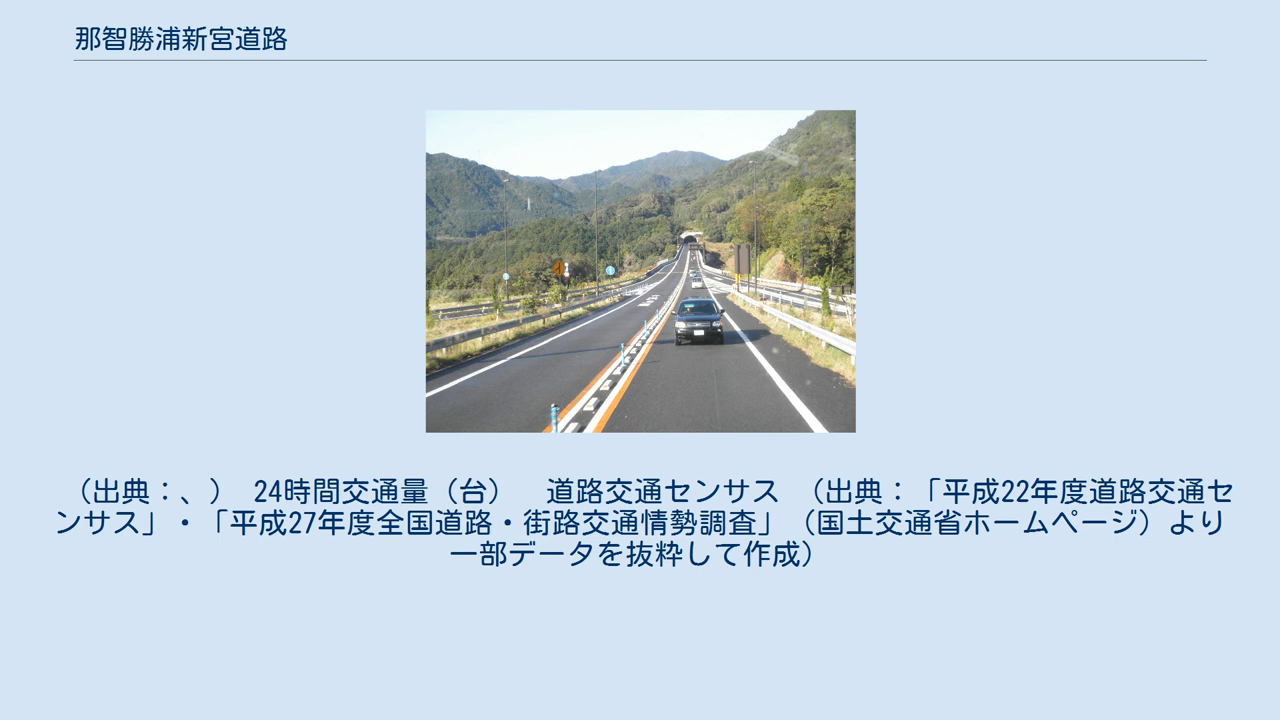 那智勝浦新宮道路
（出典：、） 24時間交通量（台）　道路交通センサス （出典：「平成22年度道路交通セ
ンサス」・「平成27年度全国道路・街路交通情勢調査」（国土交通省ホームページ）より
一部データを抜粋して作成）